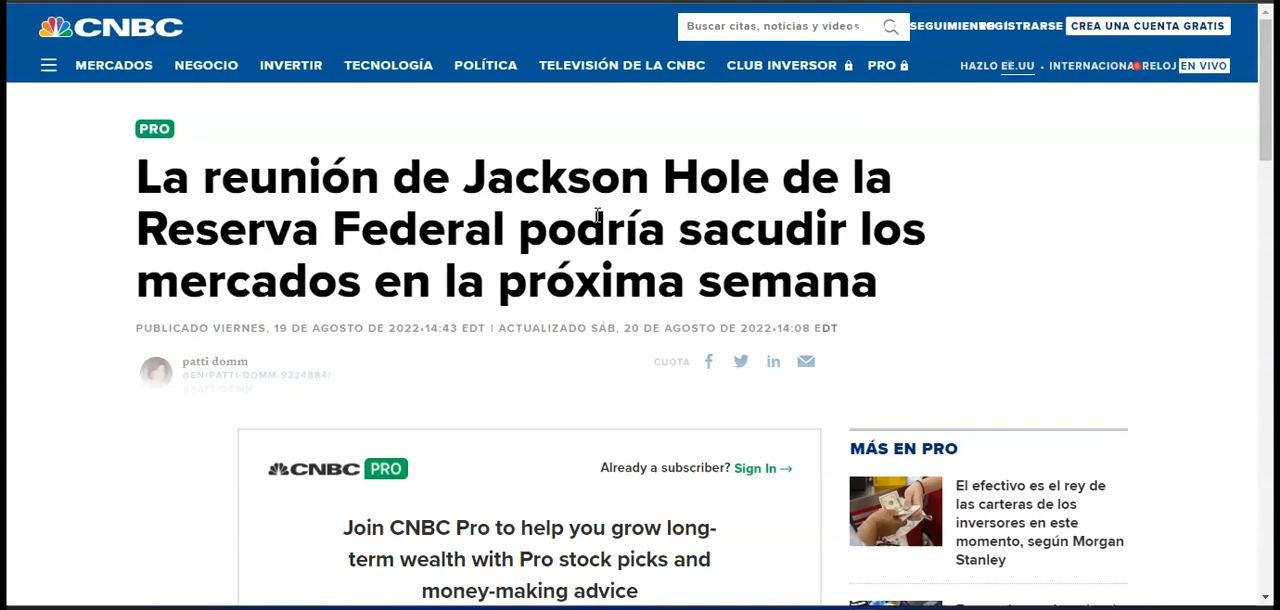 CNBC
Buscar citas, noticias y videos
SEGUIMIENTO
REGÍSTRARSE
CREA UNA CUENTA GRATIS
MERCADOS NEGOCIO INVERTIR TECNOLOGÍA POLÍTICA TELEVISIÓN DE LA CNBC CLUB INVERSOR PRO
HAZLO EE.UU • INTERNACIONA RELOJ EN VIVO
PRO
La reunión de Jackson Hole de la
Reserva Federal podría sacudir los
mercados en la próxima semana
PUBLICADO VIERNES, 19 DE AGOSTO DE 2022•14:43 EDT | ACTUALIZADO SÁB, 20 DE AGOSTO DE 2022•14:08 EDT
patti domm
@EN/PATTI-DOMM-9224884/
CUOTA
CNBC PRO
Already a subscriber? Sign In →
Join CNBC Pro to help you grow long-
term wealth with Pro stock picks and
money-making advice
MÁS EN PRO
El efectivo es el rey de
las carteras de los
inversores en este
momento, según Morgan
Stanley